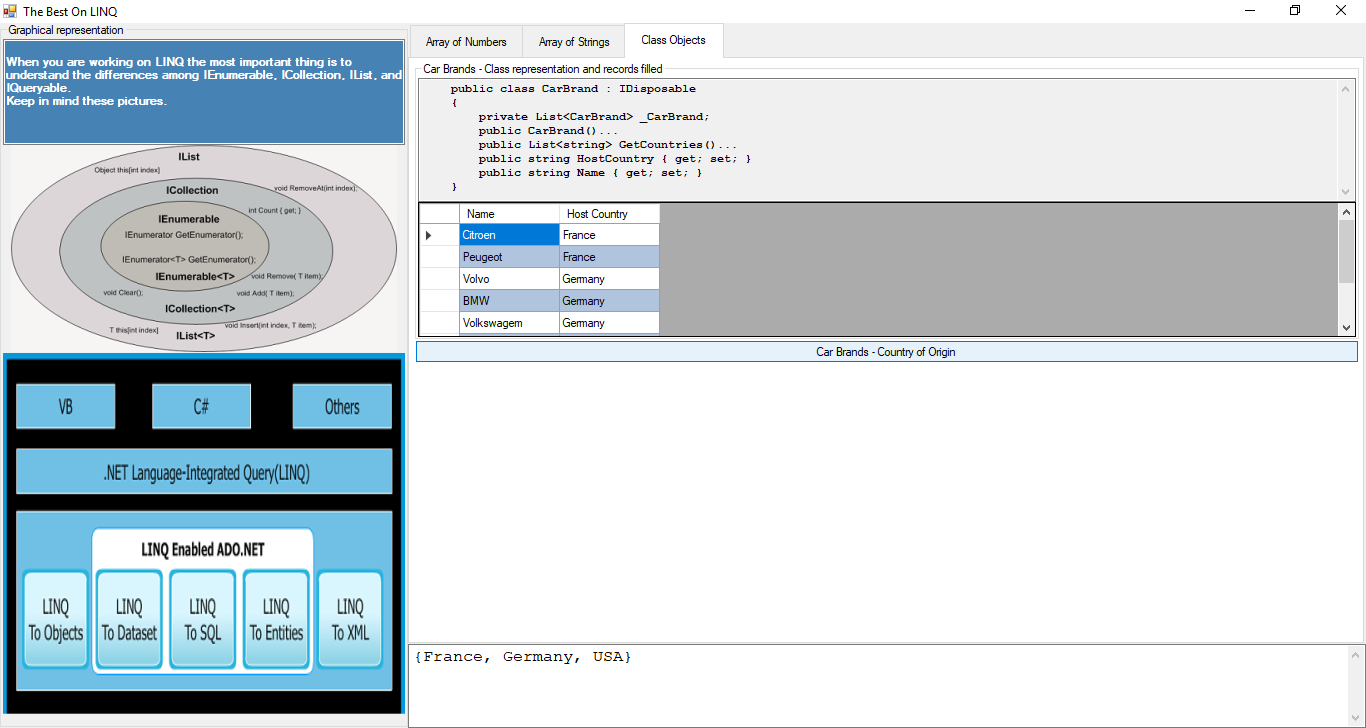 The Best On LINQ
Graphical representation
When you are working on LINQ the most important thing is to
understand the differences among IEnumerable, ICollection, IList, and
IQueryable.
Keep in mind these pictures.
IList
Object this[int index]
ICollection
void RemoveAt(int index);
int Count { get; }
IEnumerable
IEnumerator GetEnumerator();
IEnumerator<T> GetEnumerator();
IEnumerable<T>
void Remove( T item);
void Clear();
void Add( T item);
ICollection<T>
void Insert(int index, T item);
T this[int index]
IList<T>
VB
C#
Others
.NET Language-Integrated Query(LINQ)
LINQ Enabled ADO.NET
LINQ
To Objects
LINQ
To Dataset
LINQ
To SQL
LINQ
To Entities
LINQ
To XML
Array of Numbers
Array of Strings
Class Objects
Car Brands - Class representation and records filled
public class CarBrand : IDisposable
{
private List<CarBrand> _CarBrand;
public CarBrand()...
public List<string> GetCountries()...
public string HostCountry { get; set; }
public string Name { get; set; }
}
Name Host Country
Citroen France
Peugeot France
Volvo Germany
BMW Germany
Volkswagem Germany
Car Brands - Country of Origin
{France, Germany, USA}